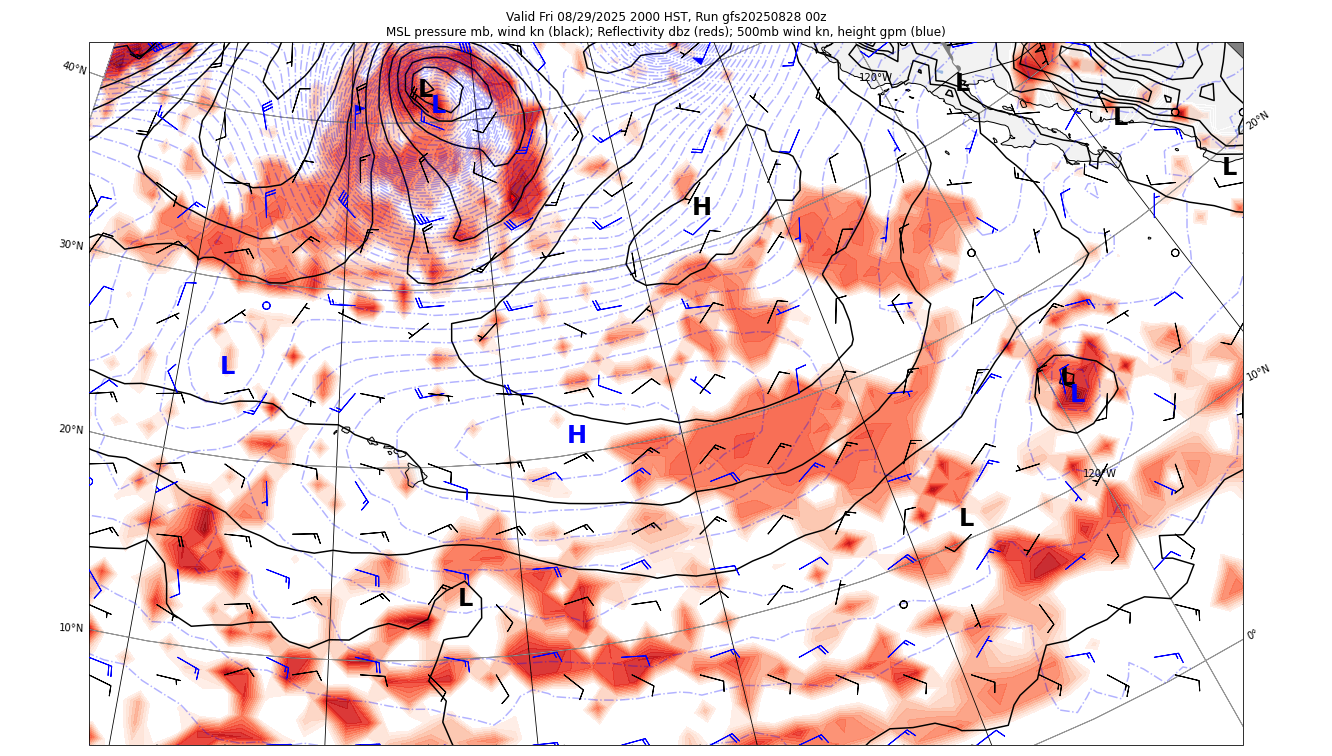 Valid Fri 08/29/2025 2000 HST, Run gfs20250828 00z
MSL pressure mb, wind kn (black); Reflectivity dbz (reds); 500mb wind kn, height gpm (blue)
40°N
120°W
20°N
L
L
L
L
L
H
30°N
L
L
L
10°N
20°N
H
120°W
L
L
10°N
0°